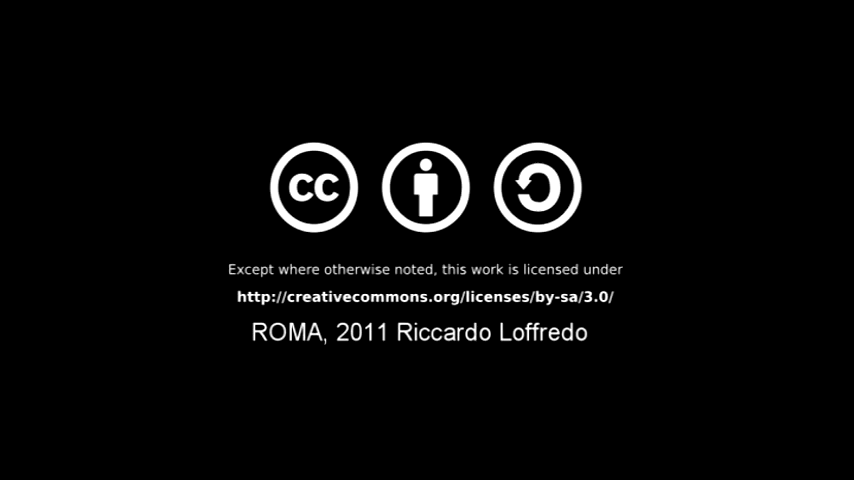 cc
Except where otherwise noted, this work is licensed under
http://creativecommons.org/licenses/by-sa/3.0/
ROMA, 2011 Riccardo Loffredo